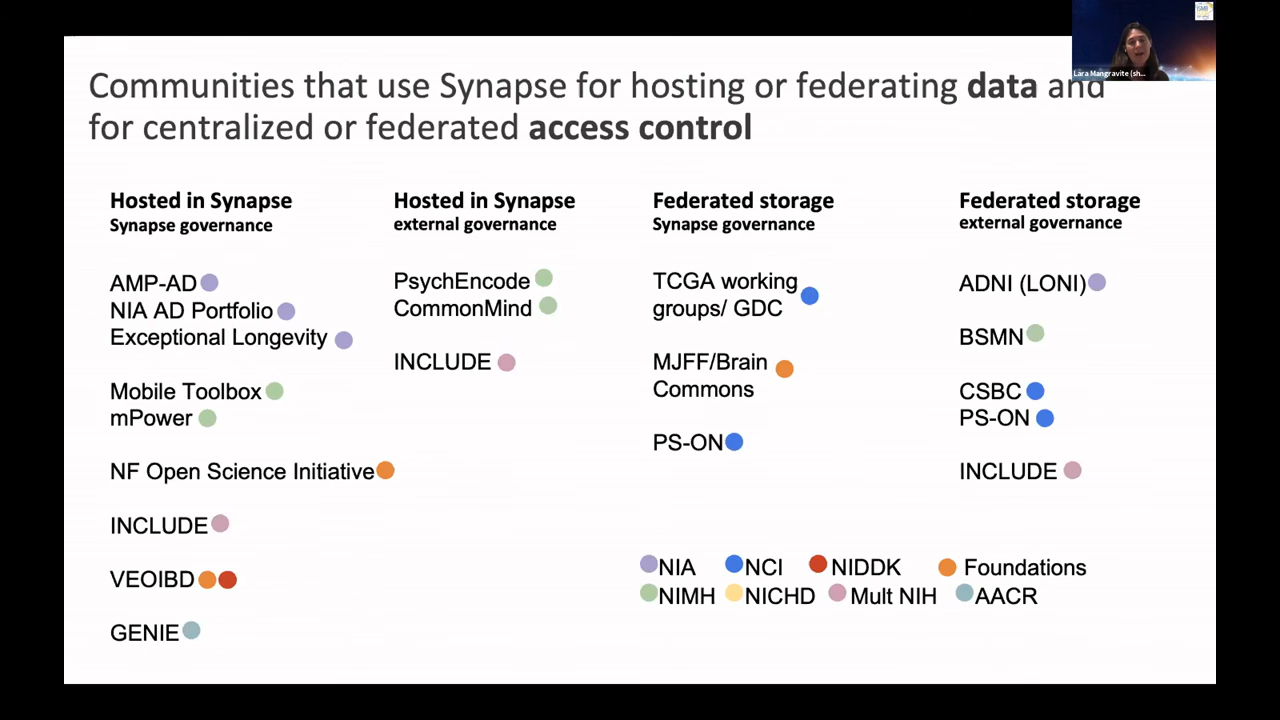 Communities that use Synapse for hosting or federating data and
for centralized or federated access control
Lara Mangravite (sh...
Hosted in Synapse
Synapse governance
AMP-AD
NIA AD Portfolio
Exceptional Longevity
Mobile Toolbox
mPower
NF Open Science Initiative
INCLUDE
VEOIBD
GENIE
Hosted in Synapse
external governance
PsychEncode
CommonMind
INCLUDE
Federated storage
Synapse governance
TCGA working
groups/ GDC
MJFF/Brain
Commons
PS-ON
Federated storage
external governance
ADNI (LONI)
BSMN
CSBC
PS-ON
INCLUDE
NIA NCI NIDDK Foundations
NIMH NICHD Mult NIH AACR